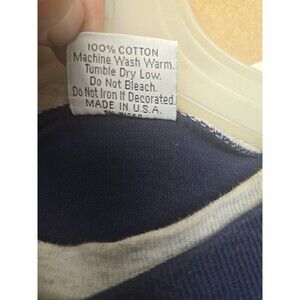 100% COTTON
Machine Wash Warm.
Tumble Dry Low.
Do Not Bleach.
Do Not Iron If Decorated.
MADE IN U.S.A.